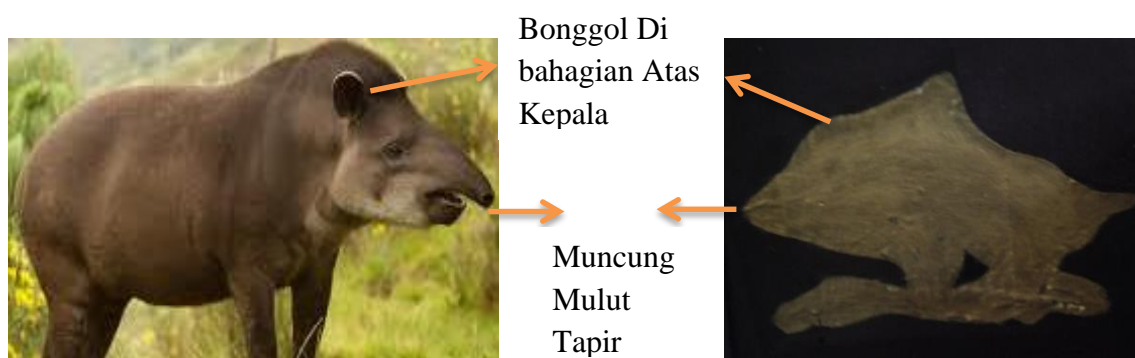 Bonggol Di
bahagian Atas
Kepala
Muncung
Mulut
Tapir